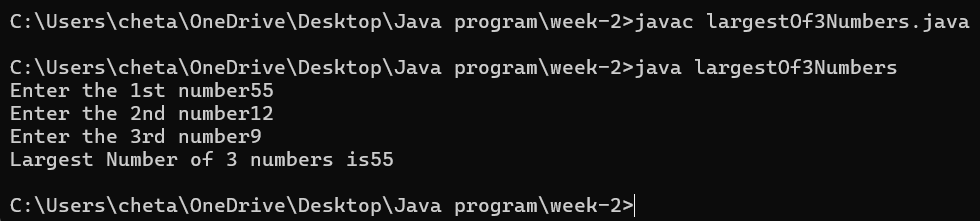 C:\Users\cheta\OneDrive\Desktop\Java program\week-2>javac largestOf3Numbers.java
C:\Users\cheta\OneDrive\Desktop\Java program\week-2>java largestOf3Numbers
Enter the 1st number55
Enter the 2nd number12
Enter the 3rd number9
Largest Number of 3 numbers is55
C:\Users\cheta\OneDrive\Desktop\Java program\week-2>